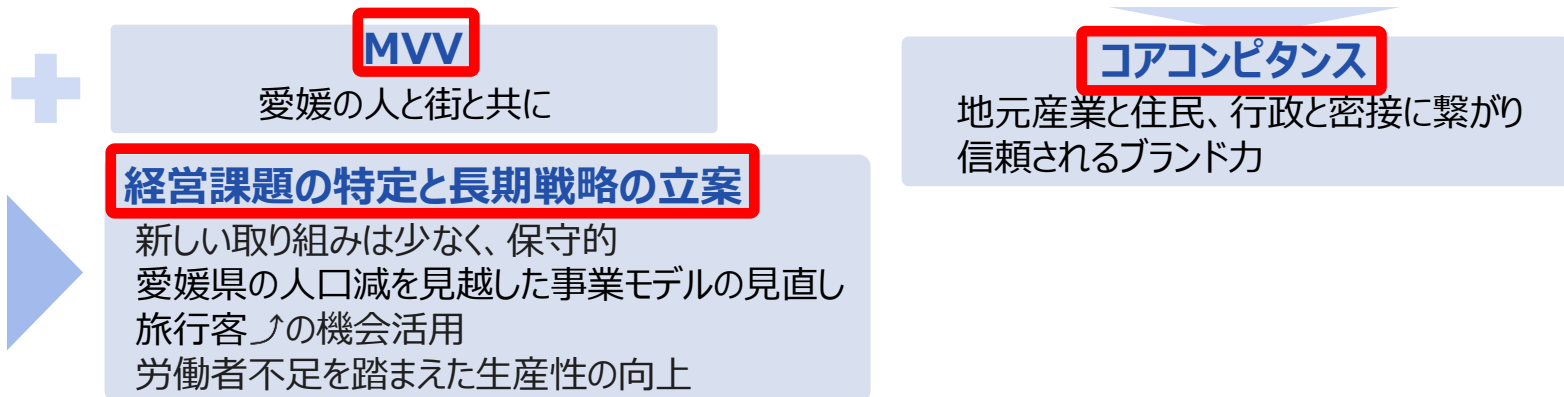 MVV
愛媛の人と街と共に
経営課題の特定と長期戦略の立案
新しい取り組みは少なく、保守的
愛媛県の人口減を見越した事業モデルの見直し
旅行客⤴の機会活用
労働者不足を踏まえた生産性の向上
コアコンピタンス
地元産業と住民、行政と密接に繋がり
信頼されるブランド力